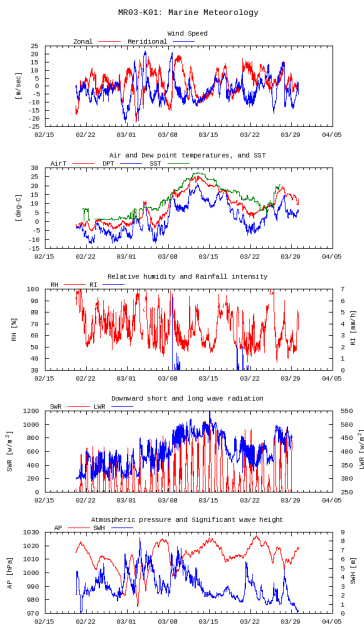 MR03-K01: Marine Meteorology
Wind Speed
Zonal Meridional
25
20
15
10
5
0
-5
-10
-15
-20
-25
[m/sec]
02/15 02/22 03/01 03/08 03/15 03/22 03/29 04/05
Air and Dew point temperatures, and SST
AirT DPT SST
30
25
20
15
10
5
0
-5
-10
-15
[deg-C]
02/15 02/22 03/01 03/08 03/15 03/22 03/29 04/05
Relative humidity and Rainfall intensity
RH RI
100
90
80
70
60
50
40
30
RH [%]
7
6
5
4
3
2
1
0
RI [mm/h]
02/15 02/22 03/01 03/08 03/15 03/22 03/29 04/05
Downward short and long wave radiation
SWR LWR
1200
1000
800
600
400
200
0
SWR [w/m²]
550
500
450
400
350
300
250
LWR [w/m²]
02/15 02/22 03/01 03/08 03/15 03/22 03/29 04/05
Atmospheric pressure and Significant wave height
AP SWH
1030
1020
1010
1000
990
980
970
AP [hPa]
9
8
7
6
5
4
3
2
1
0
SWH [m]
02/15 02/22 03/01 03/08 03/15 03/22 03/29 04/05